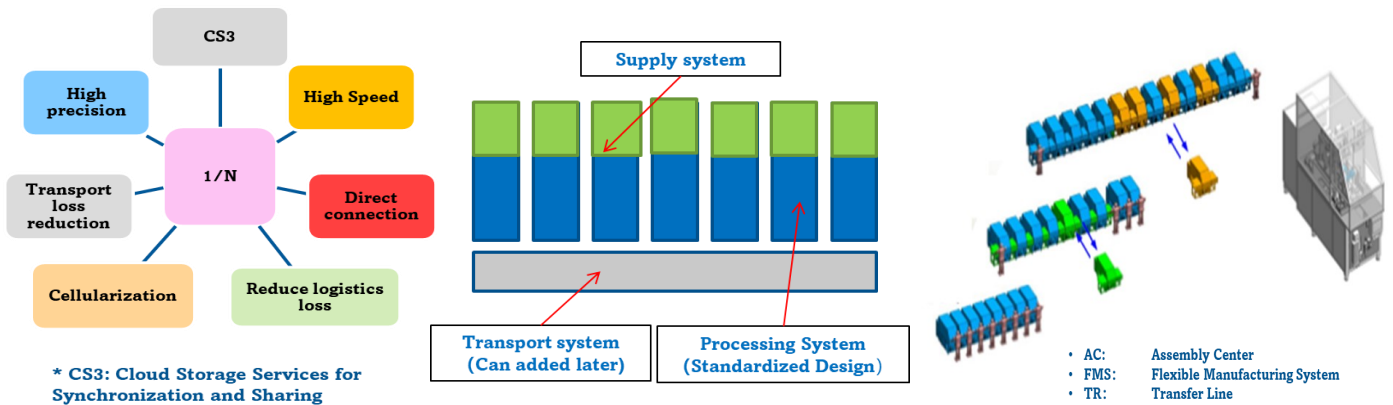 CS3
High
precision
High Speed
1/N
Transport
loss
reduction
Direct
connection
Cellularization
Reduce logistics
loss
* CS3: Cloud Storage Services for
Synchronization and Sharing
Supply system
Transport system
(Can added later)
Processing System
(Standardized Design)
• AC: Assembly Center
• FMS: Flexible Manufacturing System
• TR: Transfer Line